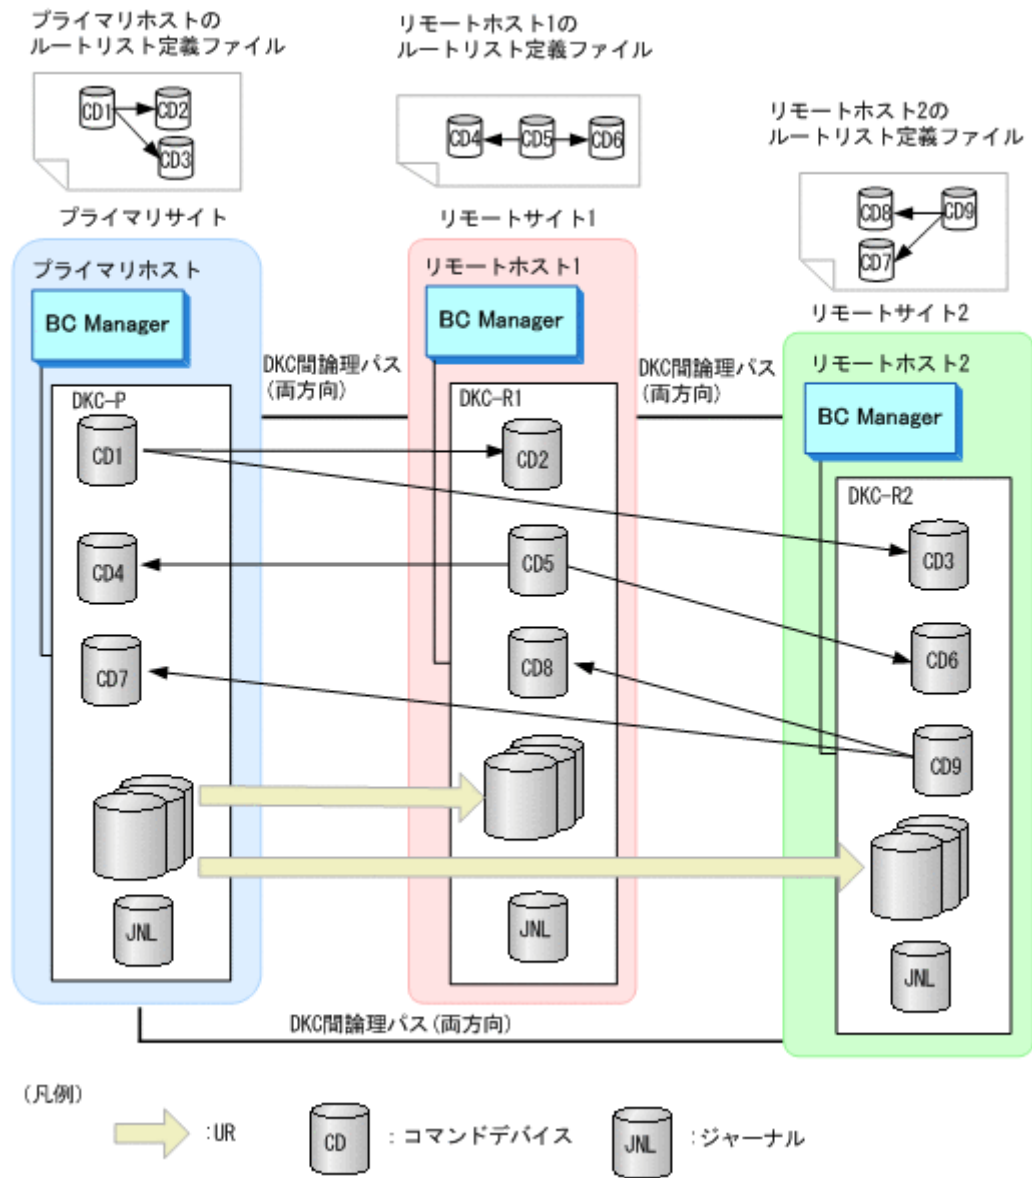 プライマリホストの
ルートリスト定義ファイル
CD1
CD2
CD3
リモートホスト1の
ルートリスト定義ファイル
CD4
CD5
CD6
リモートホスト2の
ルートリスト定義ファイル
CD8
CD9
CD7
プライマリサイト
リモートサイト1
リモートサイト2
プライマリホスト
BC Manager
リモートホスト1
BC Manager
リモートホスト2
BC Manager
DKC間論理パス
(両方向)
DKC間論理パス
(両方向)
DKC-P
CD1
CD4
CD7
JNL
DKC-R1
CD2
CD5
CD8
JNL
DKC-R2
CD3
CD6
CD9
JNL
DKC間論理パス(両方向)
(凡例)
:UR
CD
:コマンドデバイス
JNL
:ジャーナル